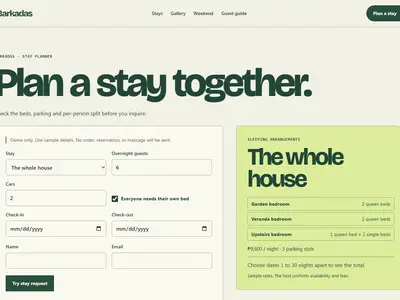 Barkadas
Stays Gallery Weekend Guest guide
Plan a stay
BARKADAS · STAY PLANNER
Plan a stay together.
Check the beds, parking and per-person split before you inquire.
Demo only. Use sample details. No order, reservation, or message will be sent.
Stay
The whole house
Overnight guests
6
Cars
2
Everyone needs their own bed
Check-in
mm/dd/yyyy
Check-out
mm/dd/yyyy
Name
Email
Try stay request
SLEEPING ARRANGEMENTS
The whole
house
Garden bedroom 2 queen beds
Veranda bedroom 2 queen beds
Upstairs bedroom 1 queen bed + 2 single beds
₱9,600 / night · 3 parking slots
Choose dates 1 to 30 nights apart to see the total.
Sample rates. The host confirms availability and fees.